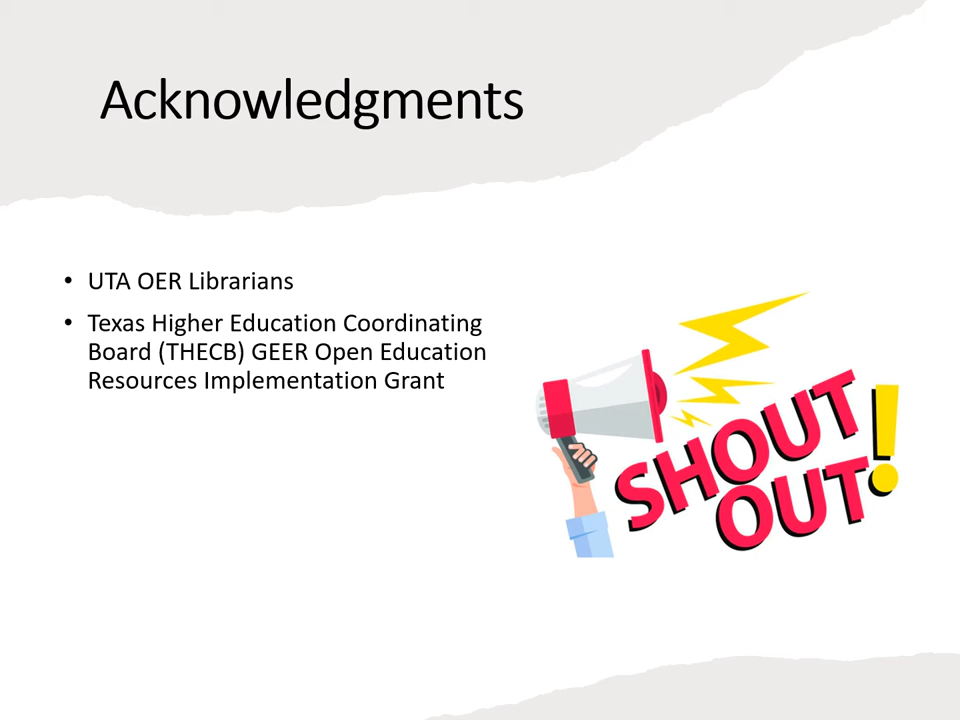 Acknowledgments
• UTA OER Librarians
• Texas Higher Education Coordinating
Board (THECB) GEER Open Education
Resources Implementation Grant
SHOUT
OUT!